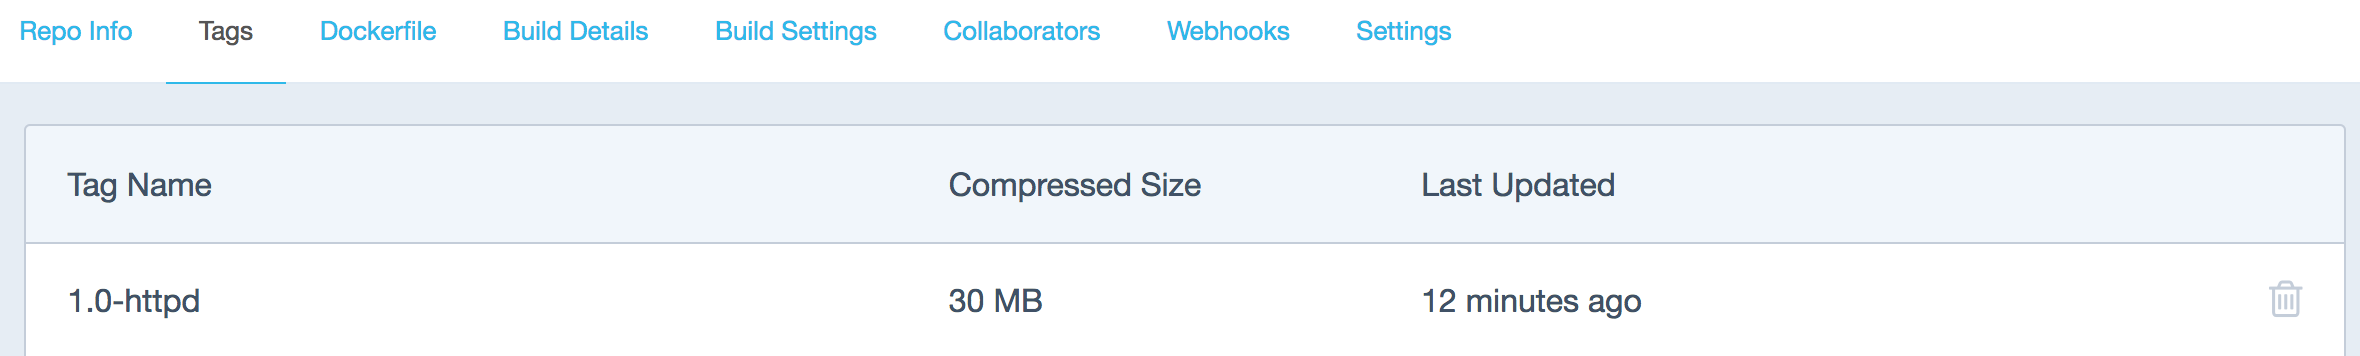 Repo Info Tags Dockerfile Build Details Build Settings Collaborators Webhooks Settings
Tag Name Compressed Size Last Updated
1.0-httpd 30 MB 12 minutes ago